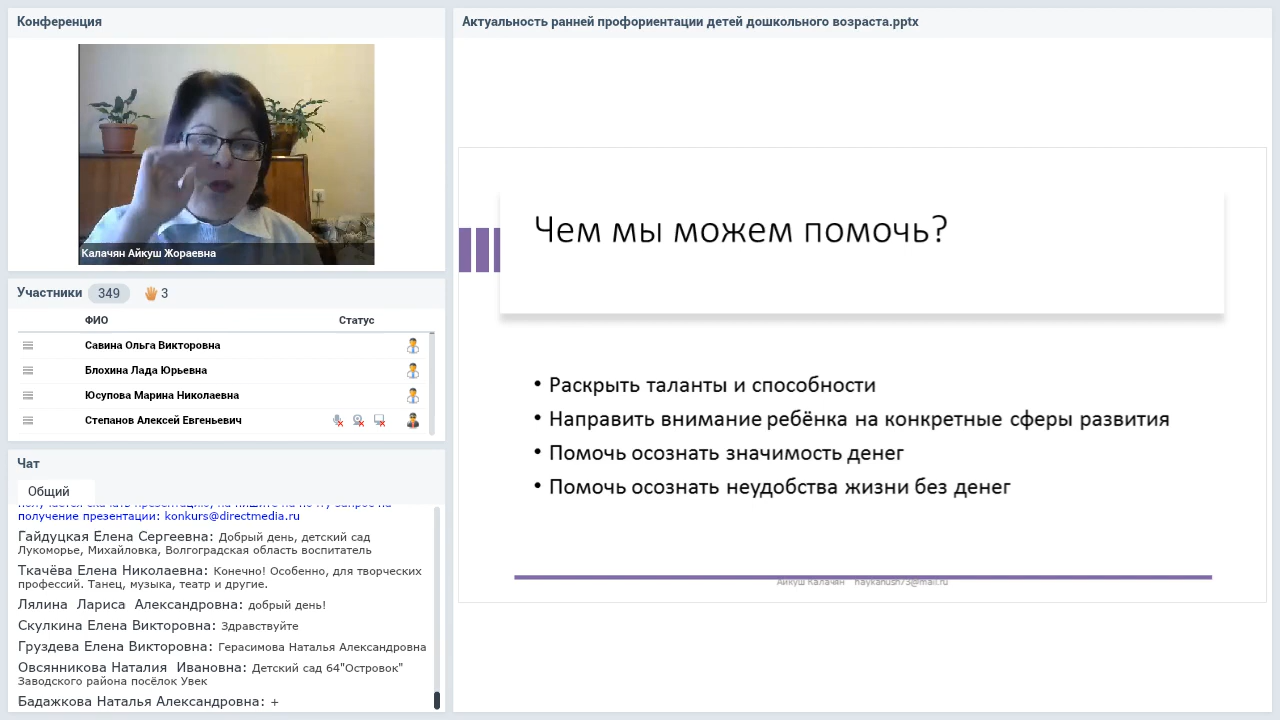 Конференция
Калачян Айкуш Жораевна
Участники 349 3
ФИО Статус
Савина Ольга Викторовна
Блохина Лада Юрьевна
Юсупова Марина Николаевна
Степанов Алексей Евгеньевич
Чат
Общий
получение презентации: konkurs@directmedia.ru
Гайдуцкая Елена Сергеевна: Добрый день, детский сад
Лукоморье, Михайловка, Волгоградская область воспитатель
Ткачёва Елена Николаевна: Конечно! Особенно, для творческих
профессий. Танец, музыка, театр и другие.
Лялина Лариса Александровна: добрый день!
Скулкина Елена Викторовна: Здравствуйте
Груздева Елена Викторовна: Герасимова Наталья Александровна
Овсянникова Наталия Ивановна: Детский сад 64"Островок"
Заводского района посёлок Увек
Бадажкова Наталья Александровна: +
Актуальность ранней профориентации детей дошкольного возраста.pptx
Чем мы можем помочь?
• Раскрыть таланты и способности
• Направить внимание ребёнка на конкретные сферы развития
• Помочь осознать значимость денег
• Помочь осознать неудобства жизни без денег
Айкуш Калачян haykanush73@mail.ru